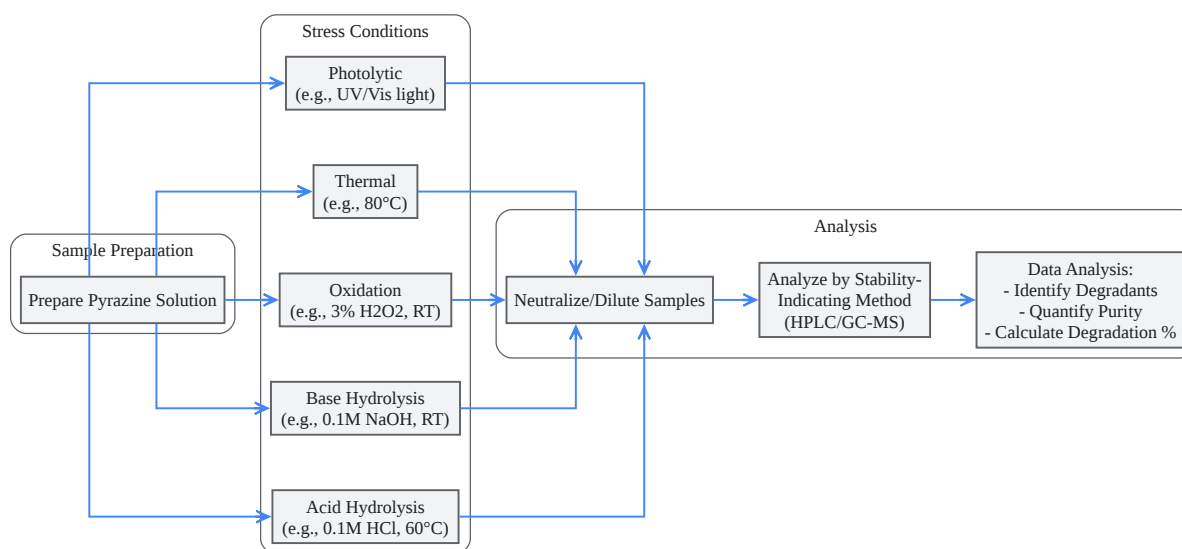 Stress Conditions
Photolytic
(e.g., UV/Vis light)
Thermal
(e.g., 80°C)
Sample Preparation
Prepare Pyrazine Solution
Oxidation
(e.g., 3% H2O2, RT)
Base Hydrolysis
(e.g., 0.1M NaOH, RT)
Acid Hydrolysis
(e.g., 0.1M HCl, 60°C)
Analysis
Neutralize/Dilute Samples
Analyze by Stability-
Indicating Method
(HPLC/GC-MS)
Data Analysis:
- Identify Degradants
- Quantify Purity
- Calculate Degradation %